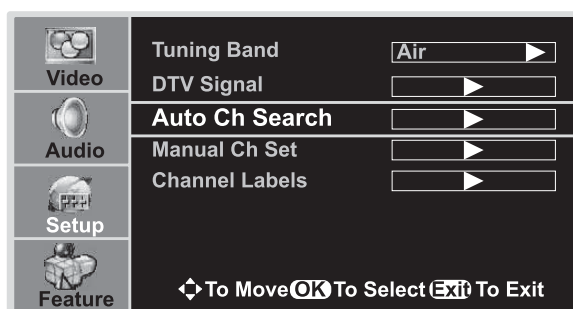 Video
Audio
Setup
Feature
Tuning Band Air
DTV Signal
Auto Ch Search
Manual Ch Set
Channel Labels
To Move OK To Select Exit To Exit